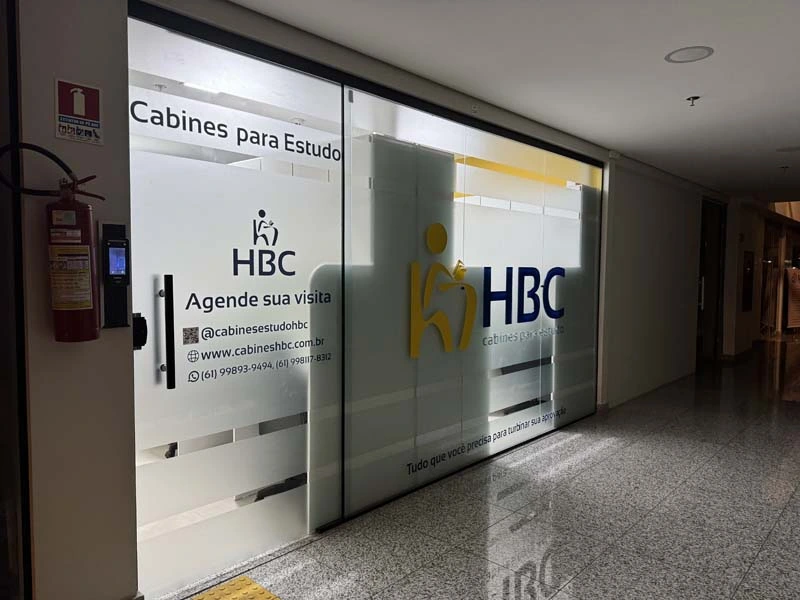 Cabines para Estudo
HBC
Agende sua visita
@cabinesestudohbc
www.cabineshbc.com.br
(61) 99893-9494, (61) 998117-8312
HBC
cabines para estudo
Tudo que você precisa para turbinar sua aprovação